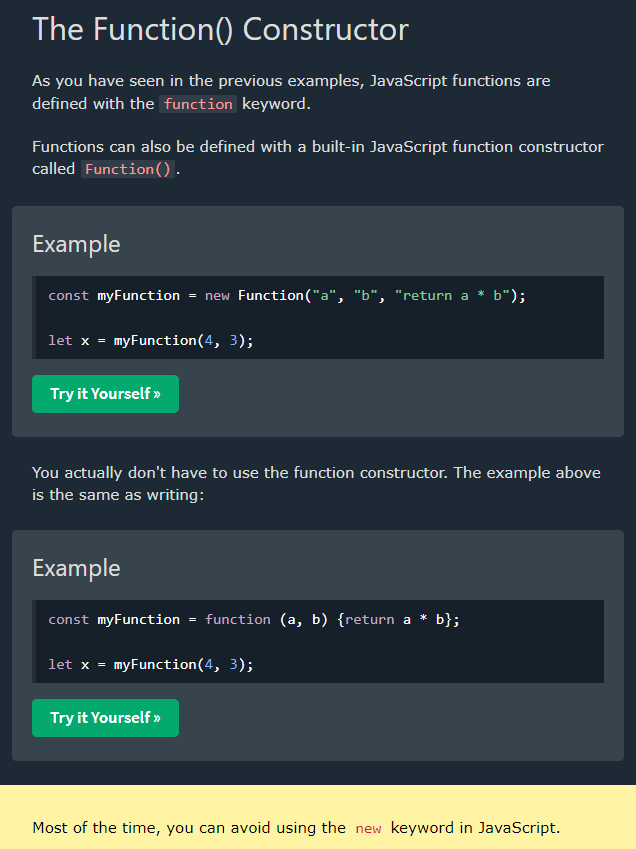 The Function() Constructor
As you have seen in the previous examples, JavaScript functions are
defined with the function keyword.
Functions can also be defined with a built-in JavaScript function constructor
called Function().
Example
const myFunction = new Function("a", "b", "return a * b");
let x = myFunction(4, 3);
Try it Yourself »
You actually don't have to use the function constructor. The example above
is the same as writing:
Example
const myFunction = function (a, b) {return a * b};
let x = myFunction(4, 3);
Try it Yourself »
Most of the time, you can avoid using the new keyword in JavaScript.